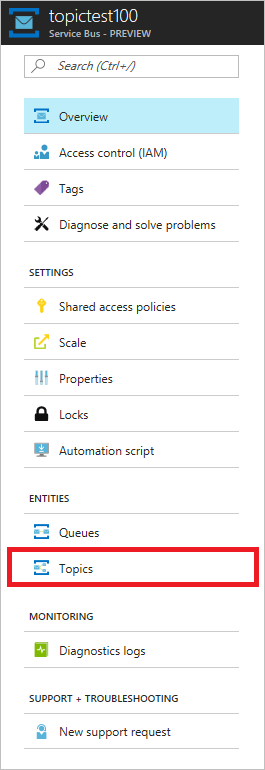 topictest100
Service Bus - PREVIEW
Search (Ctrl+/)
Overview
Access control (IAM)
Tags
Diagnose and solve problems
SETTINGS
Shared access policies
Scale
Properties
Locks
Automation script
ENTITIES
Queues
Topics
MONITORING
Diagnostics logs
SUPPORT + TROUBLESHOOTING
New support request